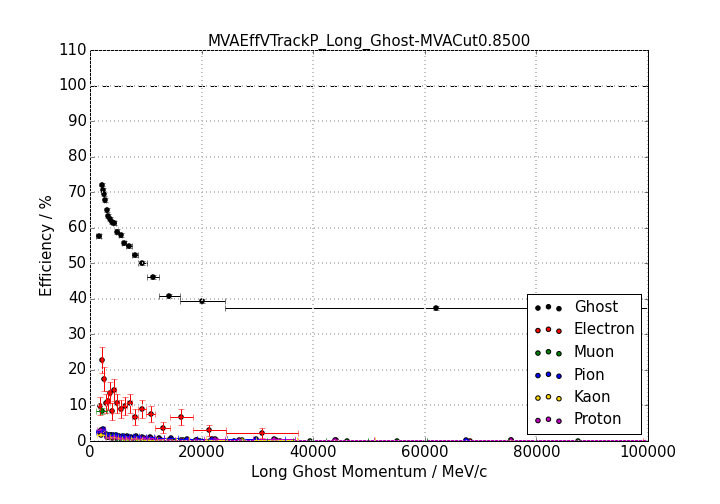 MVAEffVTrackP_Long_Ghost-MVACut0.8500
Efficiency / %
110
100
90
80
70
60
50
40
30
20
10
0
0 20000 40000 60000 80000 100000
Long Ghost Momentum / MeV/c
Ghost
Electron
Muon
Pion
Kaon
Proton